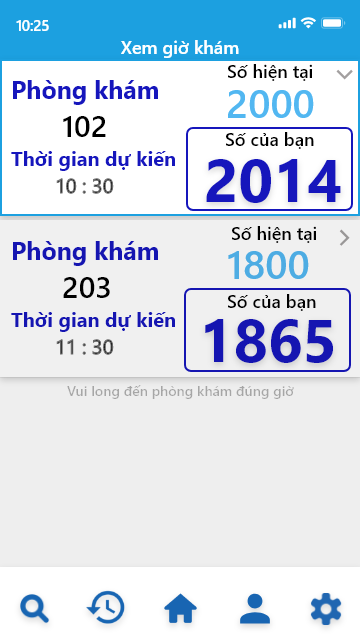 10:25
Xem giờ khám
Phòng khám
102
Thời gian dự kiến
10 : 30
Số hiện tại
2000
Số của bạn
2014
Phòng khám
203
Thời gian dự kiến
11 : 30
Số hiện tại
1800
Số của bạn
1865
Vui long đến phòng khám đúng giờ